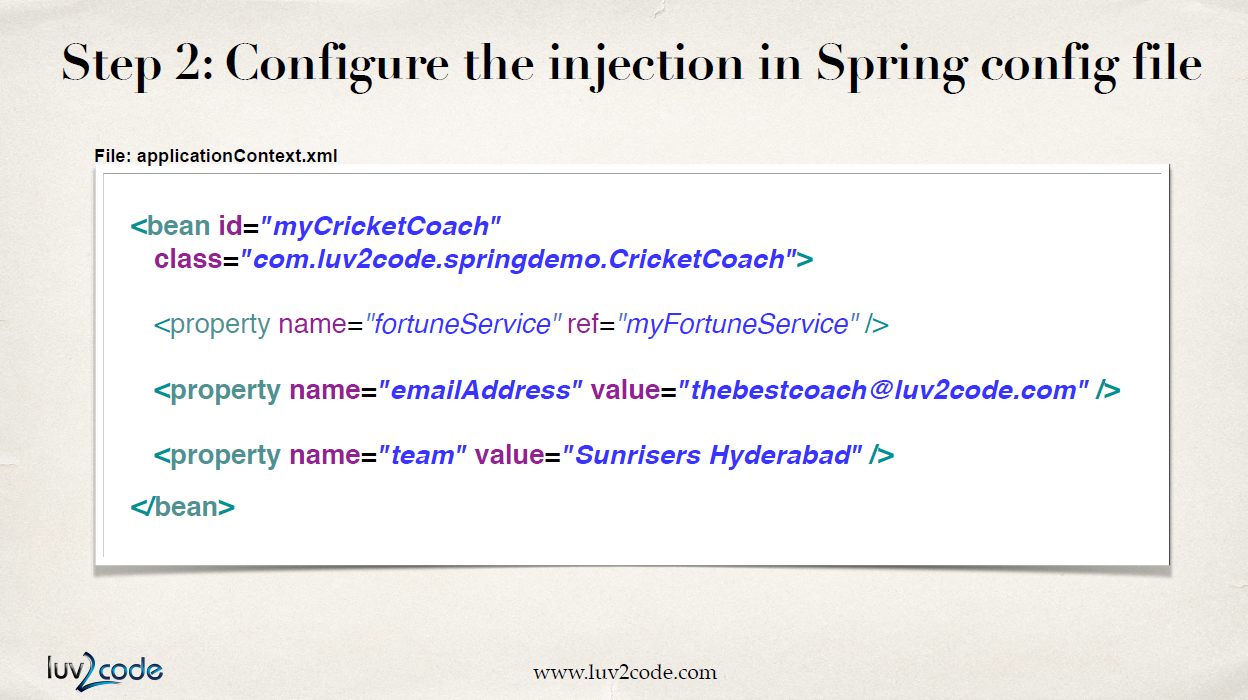 Step 2: Configure the injection in Spring config file
File: applicationContext.xml
<bean id="myCricketCoach"
class="com.luv2code.springdemo.CricketCoach">
<property name="fortuneService" ref="myFortuneService" />
<property name="emailAddress" value="thebestcoach@luv2code.com" />
<property name="team" value="Sunrisers Hyderabad" />
</bean>
luv2code
www.luv2code.com